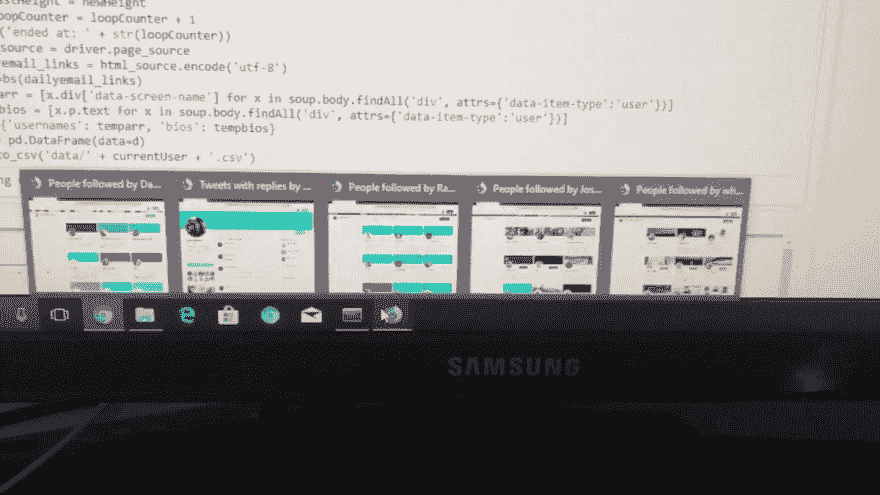 astHeight = newHeight
oopCounter = loopCounter + 1
('ended at: ' + str(loopCounter))
_source = driver.page_source
email_links = html_source.encode('utf-8')
=bs(dailyemail_links)
arr = [x.div['data-screen-name'] for x in soup.body.findAll('div', attrs={'data-item-type':'user'})]
bios = [x.p.text for x in soup.body.findAll('div', attrs={'data-item-type':'user'})]
{'usernames': temparr, 'bios': tempbios}
= pd.DataFrame(data=d)
to_csv('data/' + currentUser + '.csv')
ng
People followed by Da...
Tweets with replies by ...
People followed by Ra...
People followed by Jos...
People followed by whi...
SAMSUNG